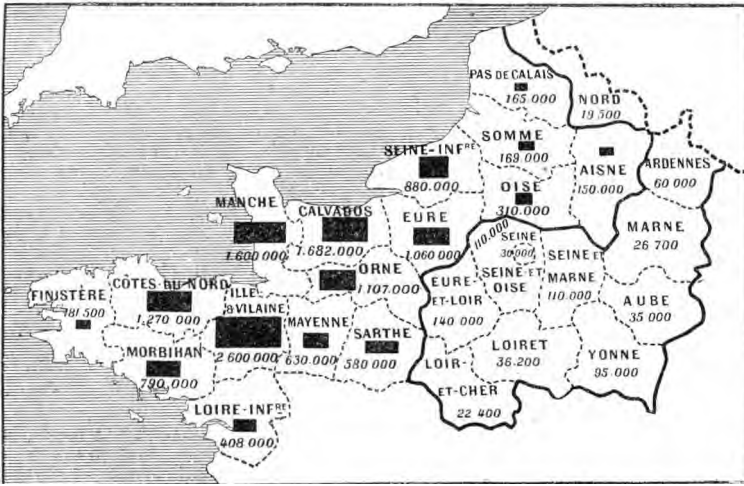 PAS DE CALAIS
165.000
NORD
19 500
SOMME
169.000
SEINE-INFRE
880.000
AISNE
150.000
ARDENNES
60 000
OISE
310.000
MANCHE
1.600 000
CALVADOS
1.682.000
EURE
1.060 000
110.000
SEINE
30.000
SEINE ET
OISE
SEINE ET
MARNE
110.000
MARNE
26 700
ORNE
1 107.000
EURE-
ET-LOIR
140 000
AUBE
35 000
FINISTÈRE
181 500
CÔTES-DU-NORD
1.270 000
ILLE
&VILAINE
2 600 000
MAYENNE
630.000
SARTHE
580 000
MORBIHAN
790.000
LOIRET
36.200
YONNE
95 000
LOIR-
ET-CHER
22 400
LOIRE-INFRE
408 000